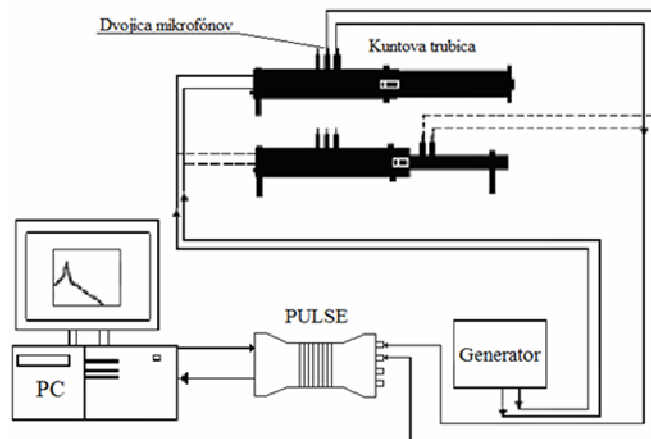 Dvojica mikrofónov
Kuntova trubica
PULSE
Generator
PC